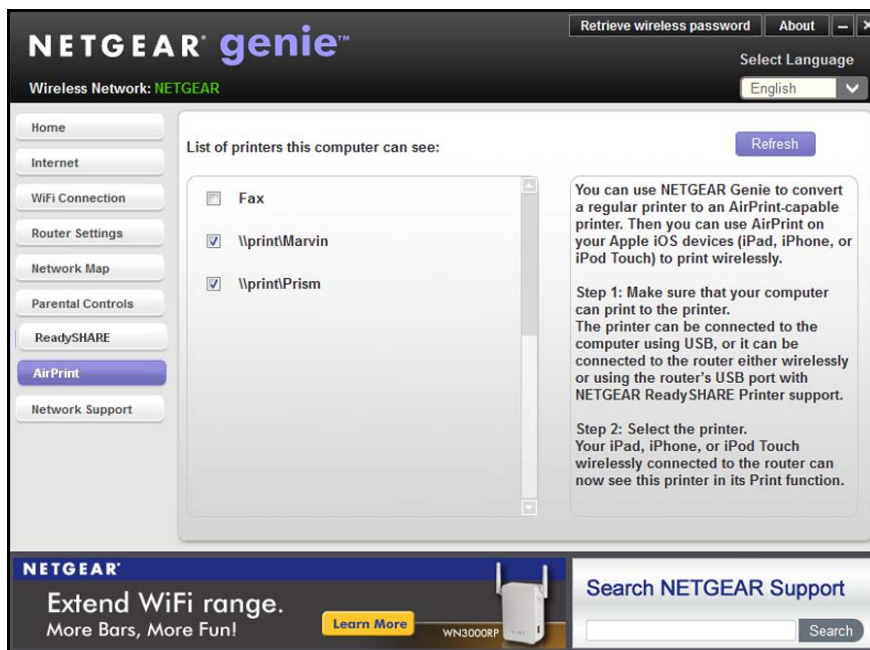 Retrieve wireless password
About
NETGEAR® genie™
Select Language
Wireless Network: NETGEAR
English
Home
Internet
WiFi Connection
Router Settings
Network Map
Parental Controls
ReadySHARE
AirPrint
Network Support
List of printers this computer can see:
Refresh
Fax
\\print\Marvin
\\print\Prism
You can use NETGEAR Genie to convert
a regular printer to an AirPrint-capable
printer. Then you can use AirPrint on
your Apple iOS devices (iPad, iPhone, or
iPod Touch) to print wirelessly.
Step 1: Make sure that your computer
can print to the printer.
The printer can be connected to the
computer using USB, or it can be
connected to the router either wirelessly
or using the router's USB port with
NETGEAR ReadySHARE Printer support.
Step 2: Select the printer.
Your iPad, iPhone, or iPod Touch
wirelessly connected to the router can
now see this printer in its Print function.
NETGEAR®
Extend WiFi range.
More Bars, More Fun!
Learn More
WN3000RP
Search NETGEAR Support
Search